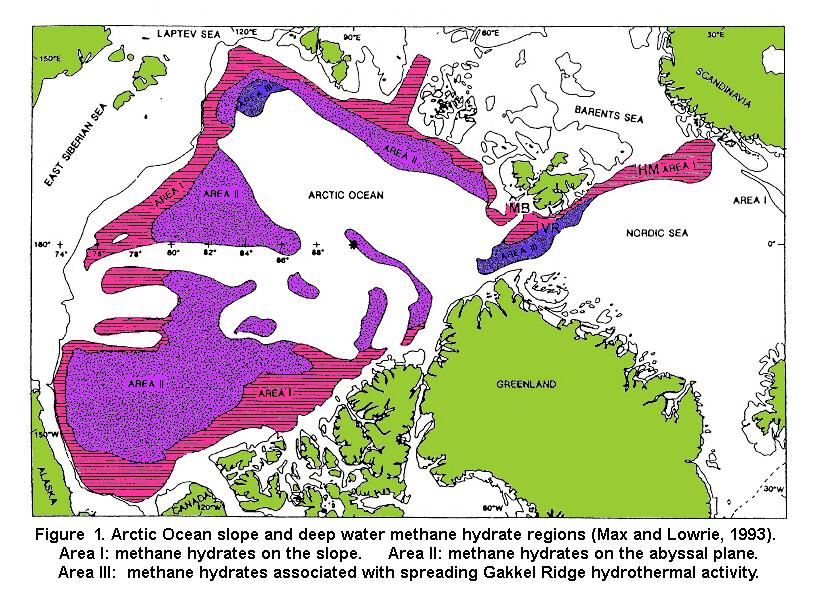 LAPTEV SEA
120°E
90°E
60°E
30°E
150°E
SCANDINAVIA
BARENTS SEA
EAST SIBERIAN SEA
AREA III
AREA II
HM AREA I
AREA I
AREA II
ARCTIC OCEAN
AREA I
MB
VR
NORDIC SEA
180°
74°
76°
78°
80°
82°
84°
86°
88°
0°
AREA III
AREA II
GREENLAND
AREA I
150°W
ALASKA
CANADA
120°W
60°W
30°W
Figure 1. Arctic Ocean slope and deep water methane hydrate regions (Max and Lowrie, 1993).
Area I: methane hydrates on the slope. Area II: methane hydrates on the abyssal plane.
Area III: methane hydrates associated with spreading Gakkel Ridge hydrothermal activity.